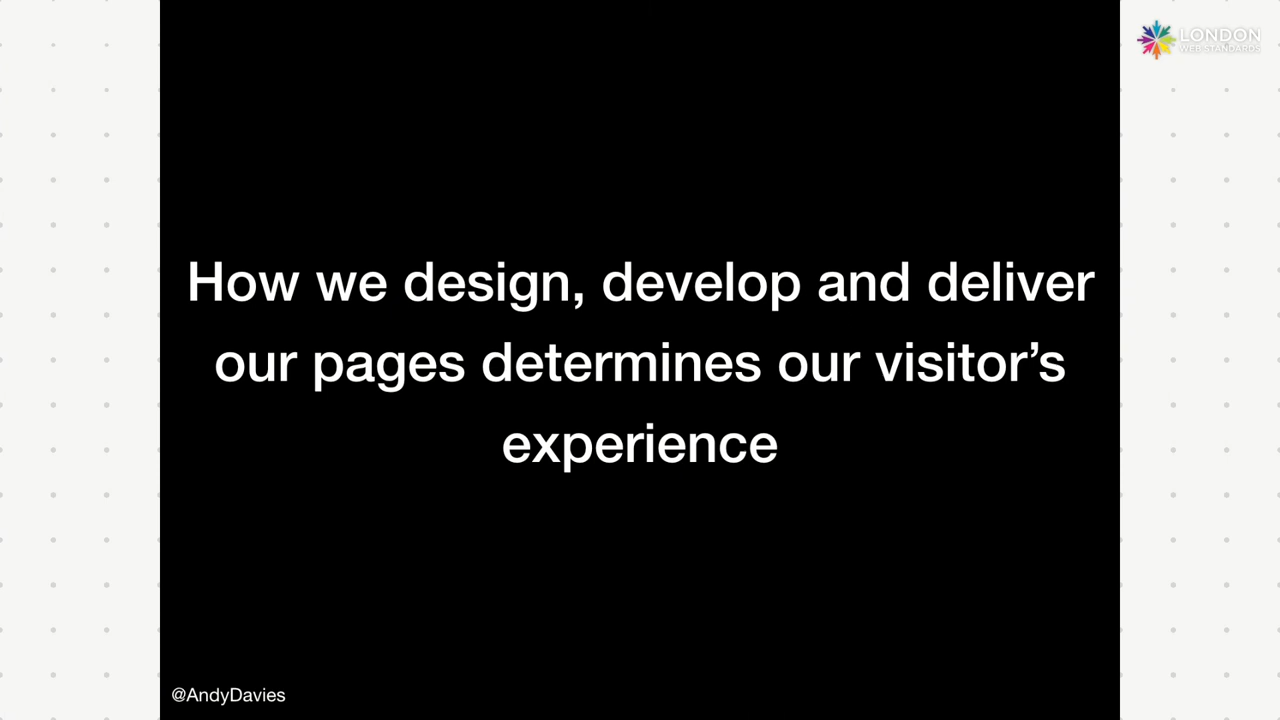 LONDON
WEB STANDARDS
How we design, develop and deliver
our pages determines our visitor’s
experience
@AndyDavies